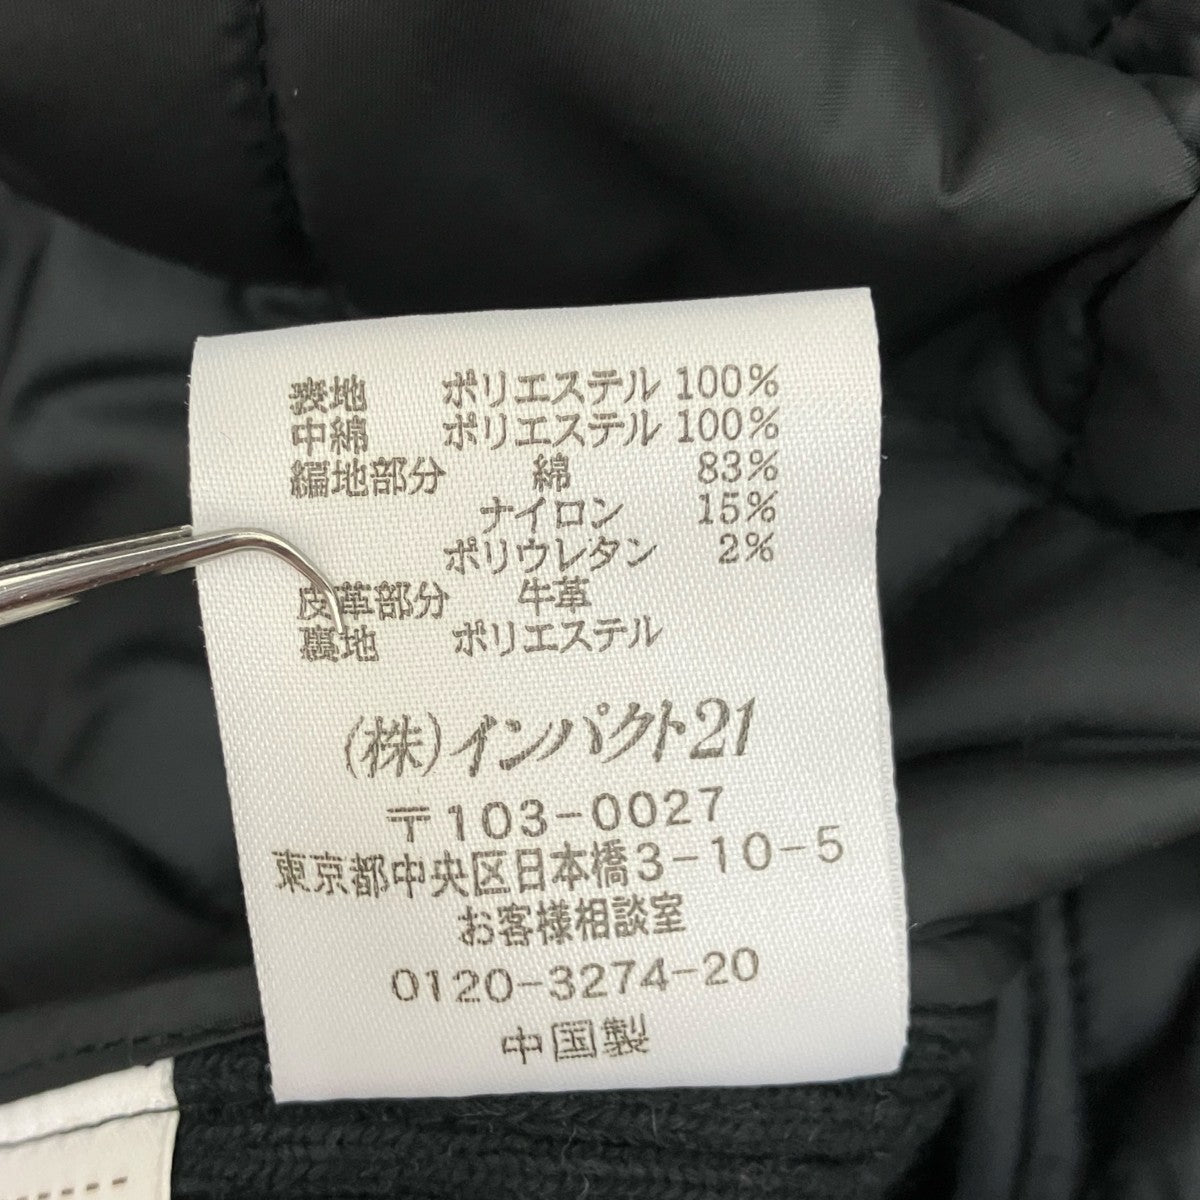 表地 ポリエステル 100%
中綿 ポリエステル 100%
編地部分 綿 83%
ナイロン 15%
ポリウレタン 2%
皮革部分 牛革
裏地 ポリエステル
(株)インパクト21
〒103-0027
東京都中央区日本橋3-10-5
お客様相談室
0120-3274-20
中国製